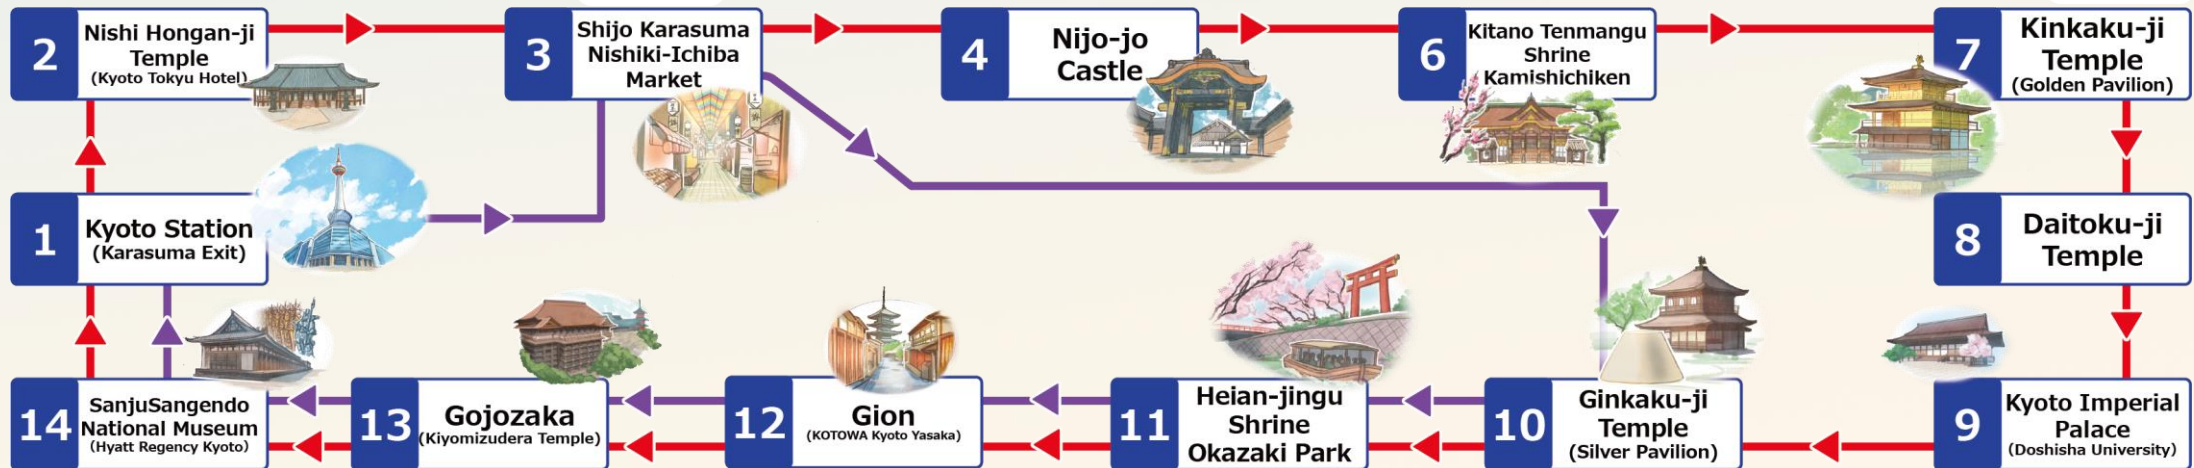 2
Nishi Hongan-ji
Temple
(Kyoto Tokyu Hotel)
3
Shijo Karasuma
Nishiki-Ichiba
Market
4
Nijo-jo
Castle
6
Kitano Tenmangu
Shrine
Kamishichiken
7
Kinkaku-ji
Temple
(Golden Pavilion)
1
Kyoto Station
(Karasuma Exit)
8
Daitoku-ji
Temple
14
SanjuSangendo
National Museum
(Hyatt Regency Kyoto)
13
Gojozaka
(Kiyomizudera Temple)
12
Gion
(KOTOWA Kyoto Yasaka)
11
Heian-jingu
Shrine
Okazaki Park
10
Ginkaku-ji
Temple
(Silver Pavilion)
9
Kyoto Imperial
Palace
(Doshisha University)